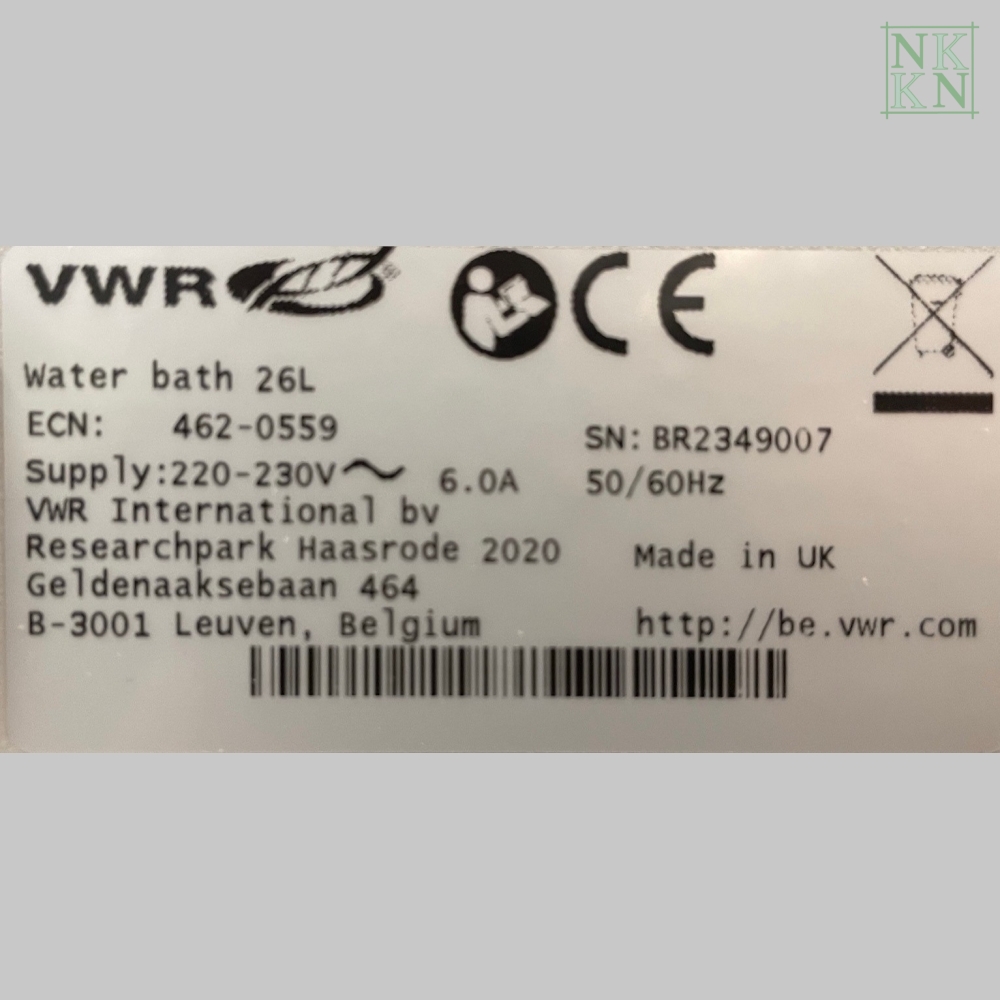 NK
KN
VWR ®
CE
Water bath 26L
ECN: 462-0559
SN: BR2349007
Supply:220-230V~ 6.0A 50/60Hz
VWR International bv
Researchpark Haasrode 2020
Made in UK
Geldenaaksebaan 464
B-3001 Leuven, Belgium
http://be.vwr.com